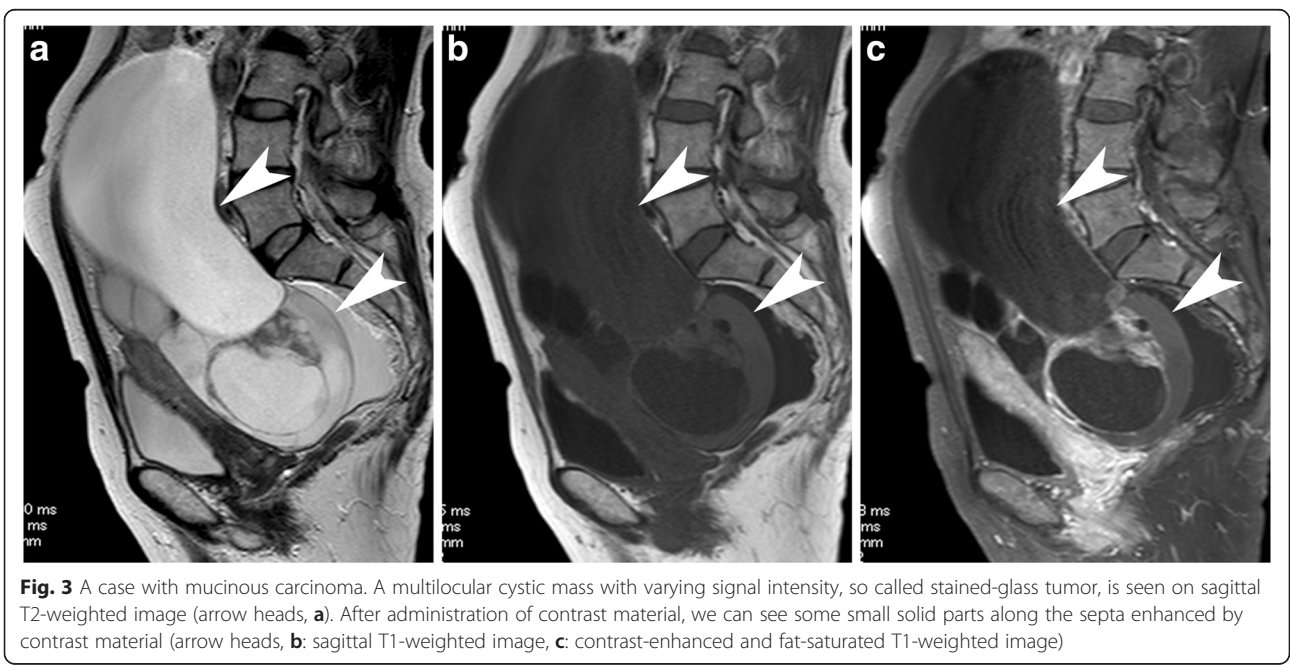 a
b
c
mm
mm
0 ms
ms
mm
5 ms
mm
8 ms
ms
mm
Fig. 3 A case with mucinous carcinoma. A multilocular cystic mass with varying signal intensity, so called stained-glass tumor, is seen on sagittal
T2-weighted image (arrow heads, a). After administration of contrast material, we can see some small solid parts along the septa enhanced by
contrast material (arrow heads, b: sagittal T1-weighted image, c: contrast-enhanced and fat-saturated T1-weighted image)